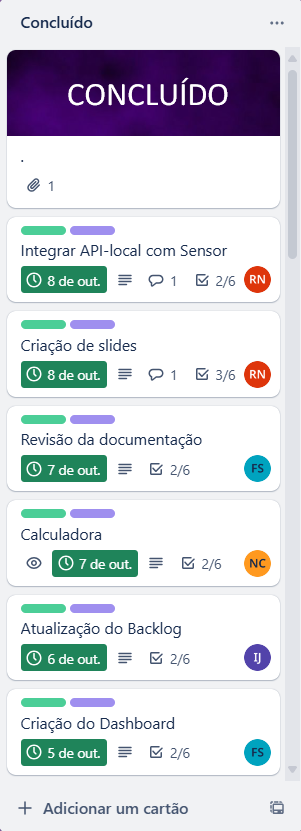 Concluído
CONCLUÍDO
.
1
Integrar API-local com Sensor
8 de out. 1 2/6 RN
Criação de slides
8 de out. 1 3/6 RN
Revisão da documentação
7 de out. 2/6 FS
Calculadora
7 de out. 2/6 NC
Atualização do Backlog
6 de out. 2/6 IJ
Criação do Dashboard
5 de out. 2/6 FS
Adicionar um cartão